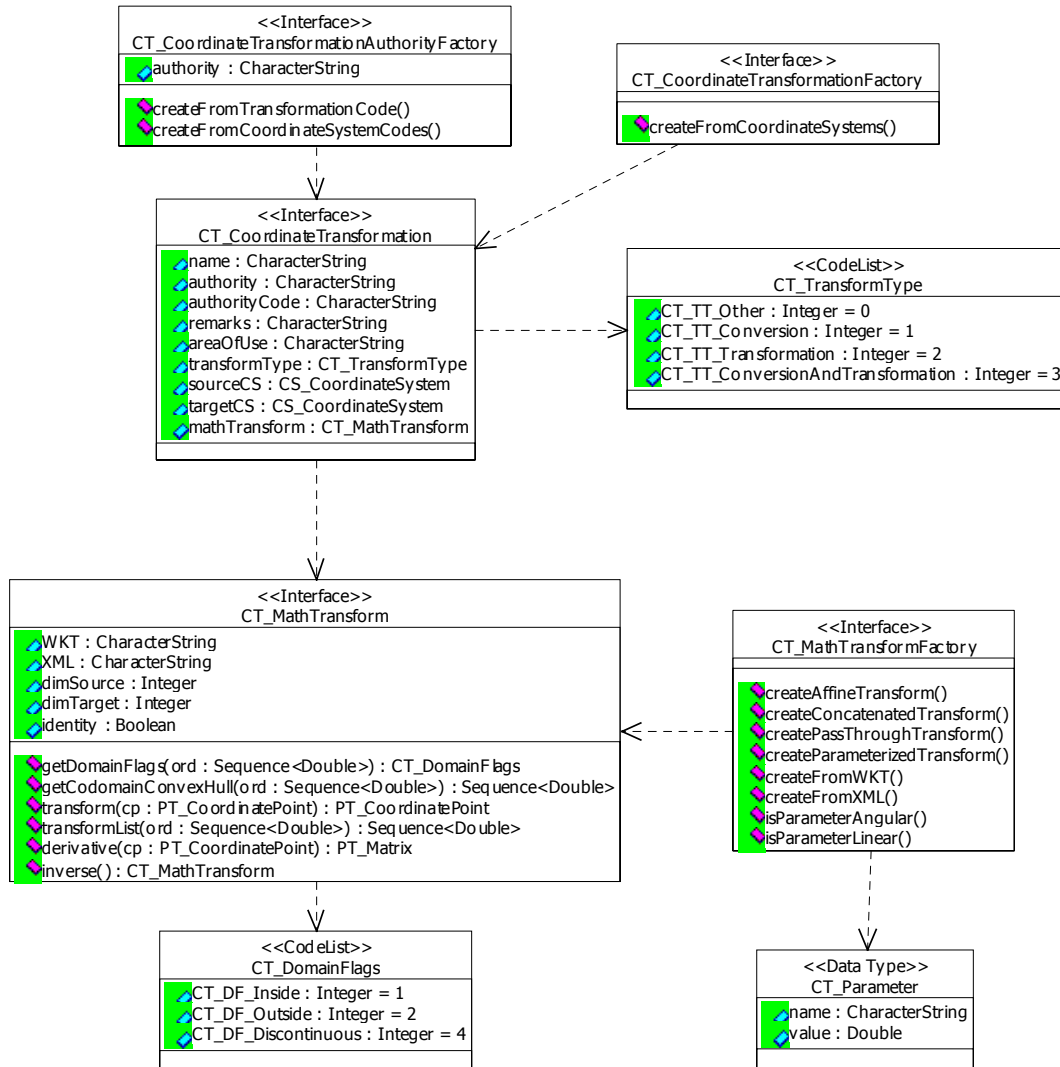 <<Interface>>
CT_CoordinateTransformationAuthorityFactory
authority : CharacterString
createFromTransformationCode()
createFromCoordinateSystemCodes()
<<Interface>>
CT_CoordinateTransformationFactory
createFromCoordinateSystems()
<<Interface>>
CT_CoordinateTransformation
name : CharacterString
authority : CharacterString
authorityCode : CharacterString
remarks : CharacterString
areaOfUse : CharacterString
transformType : CT_TransformType
sourceCS : CS_CoordinateSystem
targetCS : CS_CoordinateSystem
mathTransform : CT_MathTransform
<<CodeList>>
CT_TransformType
CT_TT_Other : Integer = 0
CT_TT_Conversion : Integer = 1
CT_TT_Transformation : Integer = 2
CT_TT_ConversionAndTransformation : Integer = 3
<<Interface>>
CT_MathTransform
WKT : CharacterString
XML : CharacterString
dimSource : Integer
dimTarget : Integer
identity : Boolean
getDomainFlags(ord : Sequence<Double>) : CT_DomainFlags
getCodomainConvexHull(ord : Sequence<Double>) : Sequence<Double>
transform(cp : PT_CoordinatePoint) : PT_CoordinatePoint
transformList(ord : Sequence<Double>) : Sequence<Double>
derivative(cp : PT_CoordinatePoint) : PT_Matrix
inverse() : CT_MathTransform
<<Interface>>
CT_MathTransformFactory
createAffineTransform()
createConcatenatedTransform()
createPassThroughTransform()
createParameterizedTransform()
createFromWKT()
createFromXML()
isParameterAngular()
isParameterLinear()
<<CodeList>>
CT_DomainFlags
CT_DF_Inside : Integer = 1
CT_DF_Outside : Integer = 2
CT_DF_Discontinuous : Integer = 4
<<Data Type>>
CT_Parameter
name : CharacterString
value : Double